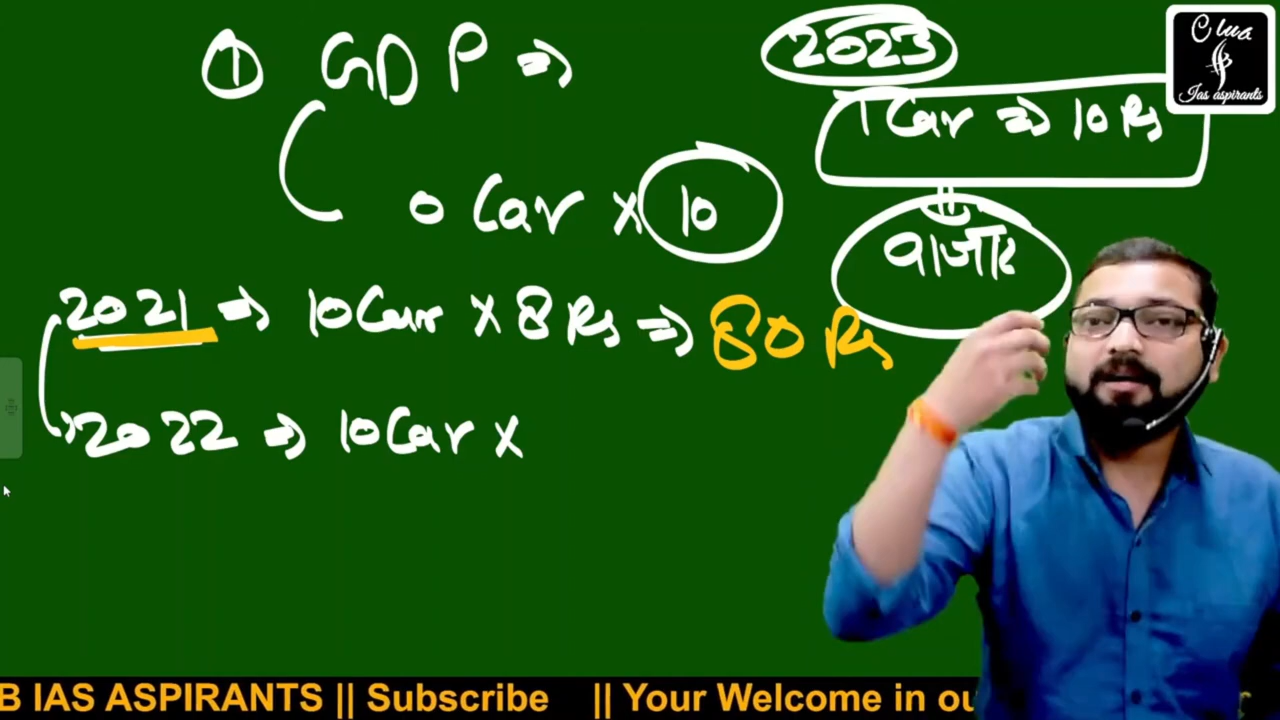 ① GDP ⇒
2023
1 Car ⇒ 10 Rs
0 Car × 10
बाजार
2021 ⇒ 10 Car × 8 Rs ⇒ 80 Rs
2022 ⇒ 10 Car ×
Ias aspirants
B IAS ASPIRANTS || Subscribe || Your Welcome in ou